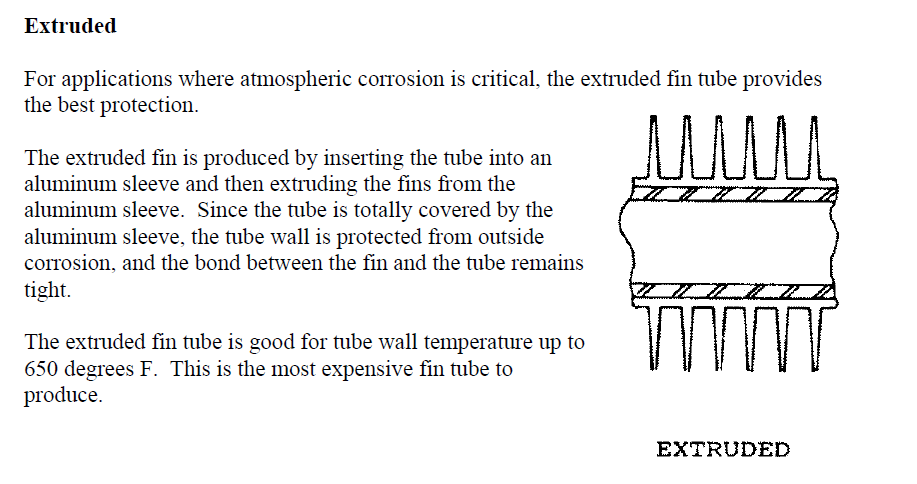 Extruded
For applications where atmospheric corrosion is critical, the extruded fin tube provides
the best protection.
The extruded fin is produced by inserting the tube into an
aluminum sleeve and then extruding the fins from the
aluminum sleeve.  Since the tube is totally covered by the
aluminum sleeve, the tube wall is protected from outside
corrosion, and the bond between the fin and the tube remains
tight.
The extruded fin tube is good for tube wall temperature up to
650 degrees F.  This is the most expensive fin tube to
produce.
EXTRUDED